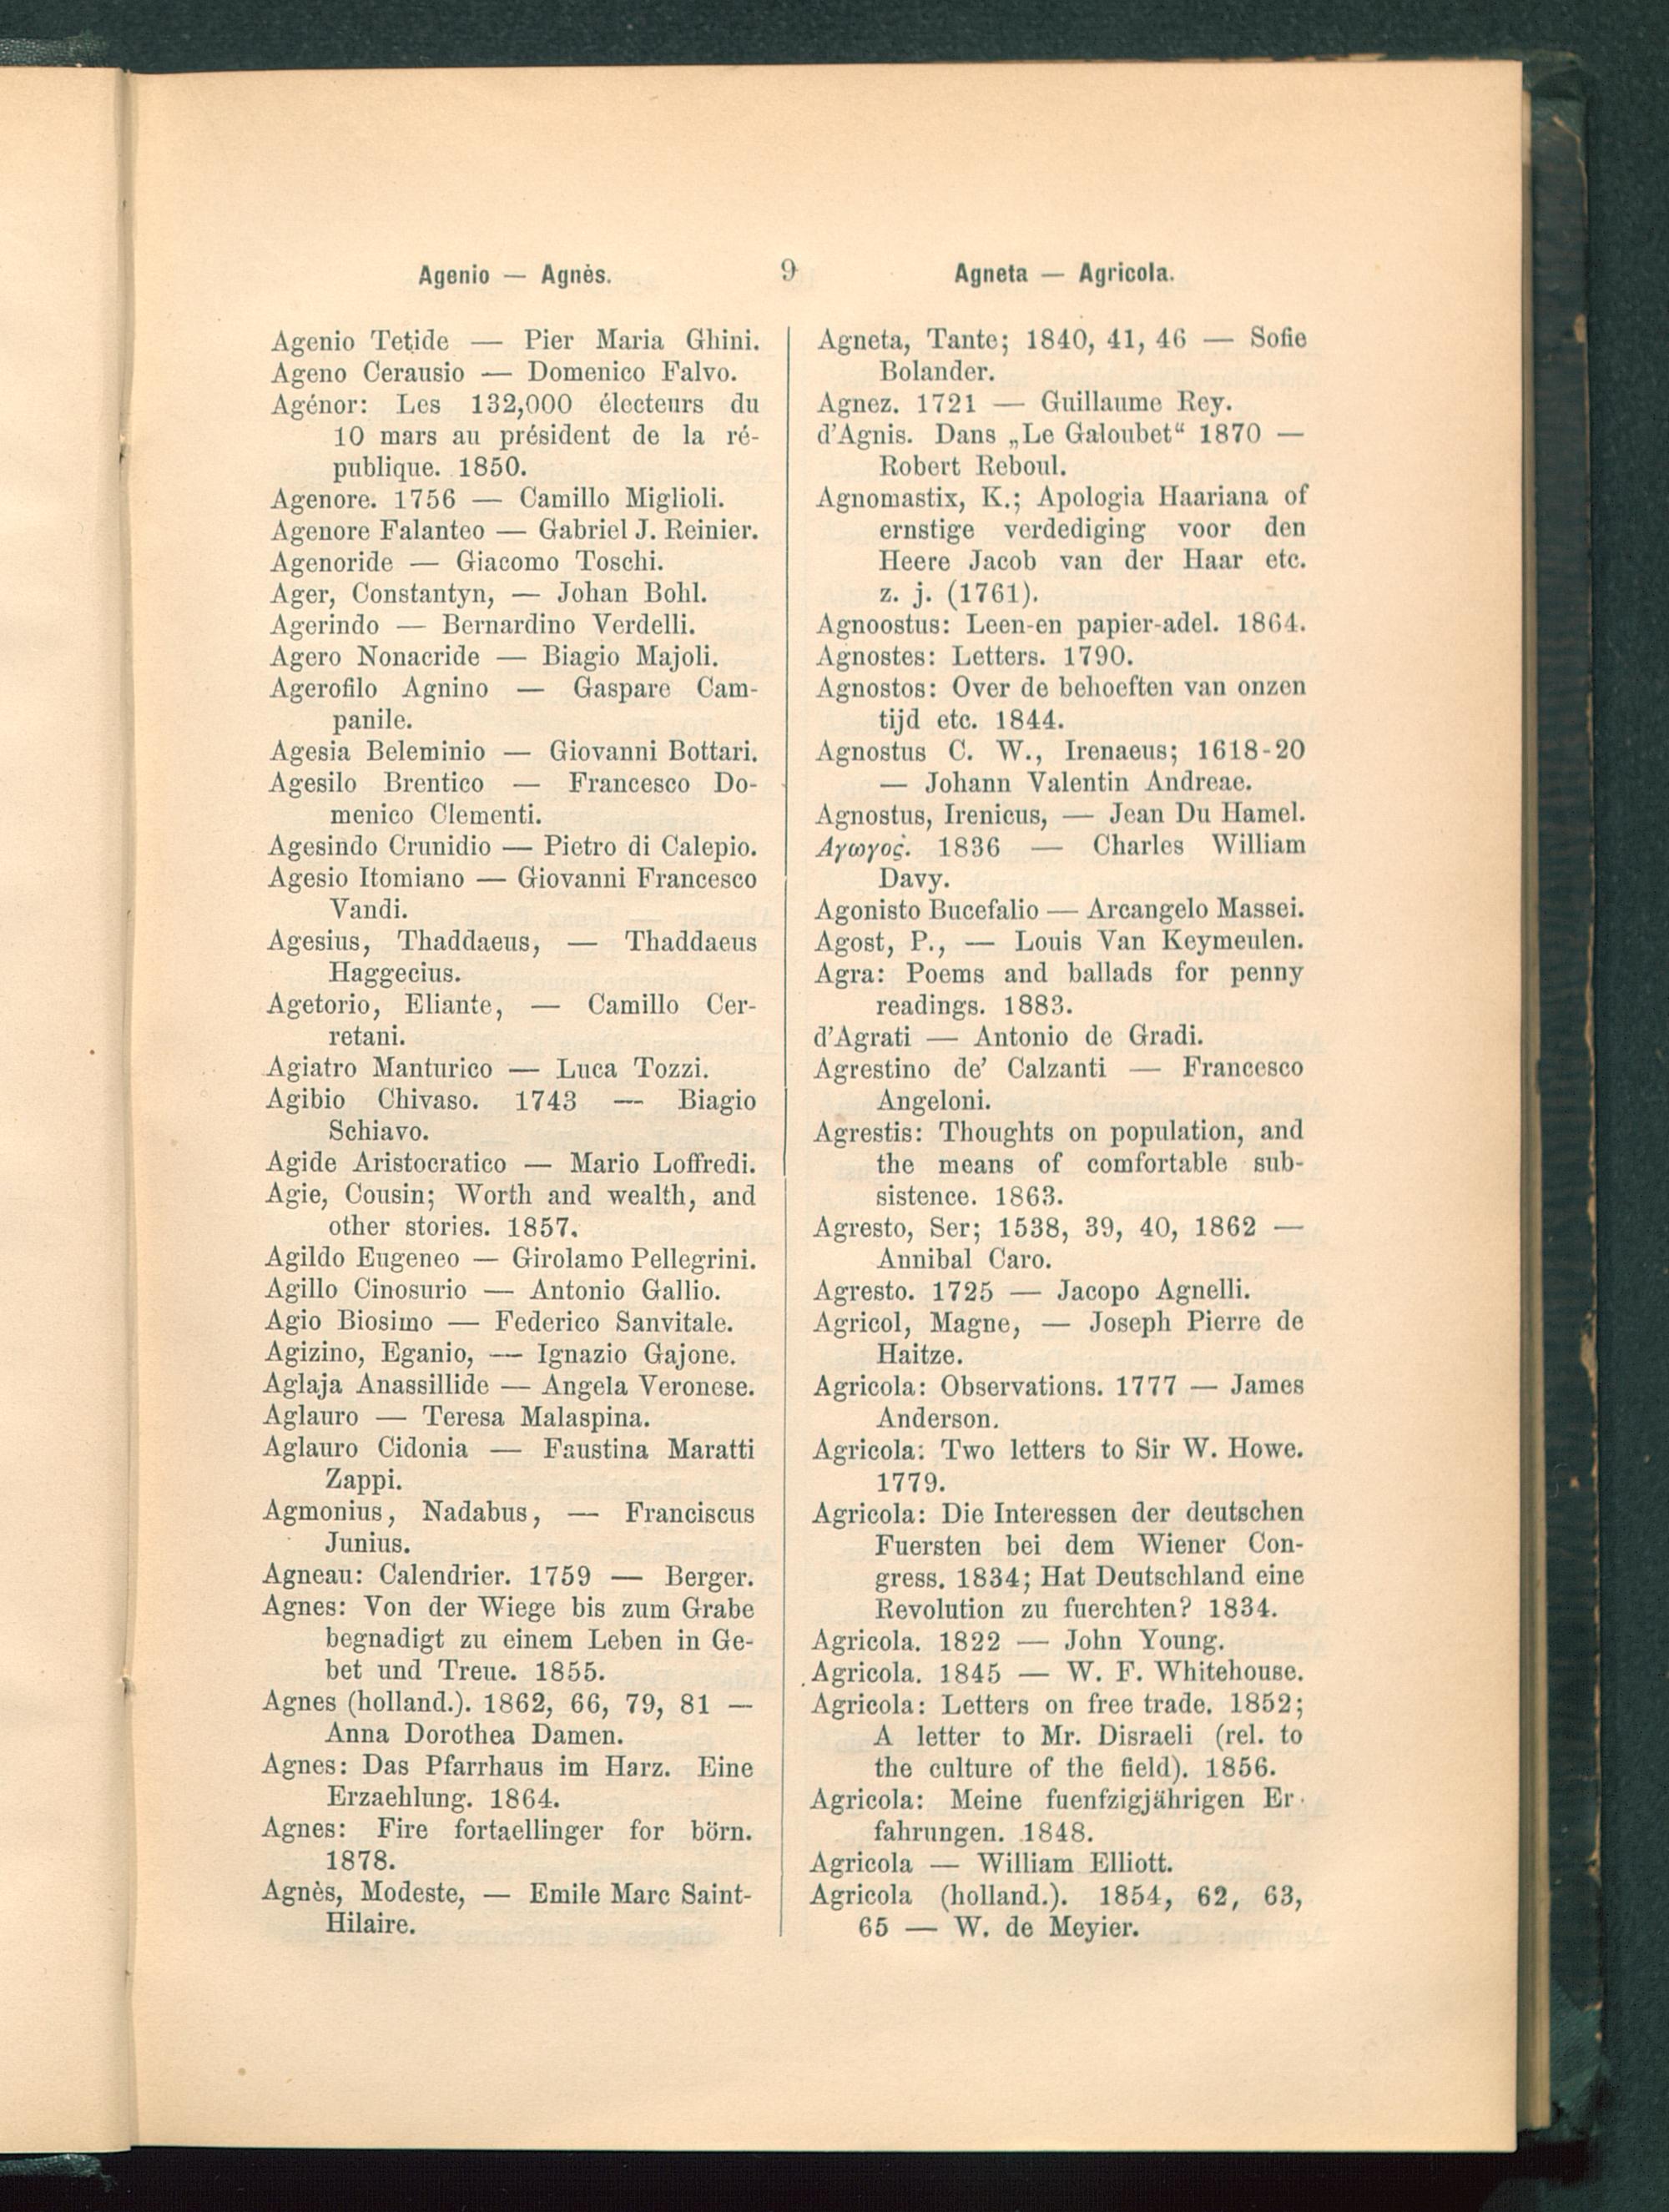 Agenio — Agnès.
9
Agneta — Agricola.
Agenio Tetide — Pier Maria Ghini.
Ageno Cerausio — Domenico Falvo.
Agénor: Les 132,000 électeurs du
10 mars au président de la ré-
publique. 1850.
Agenore. 1756 — Camillo Miglioli.
Agenore Falanteo — Gabriel J. Reinier.
Agenoride — Giacomo Toschi.
Ager, Constantyn, — Johan Bohl.
Agerindo — Bernardino Verdelli.
Agero Nonacride — Biagio Majoli.
Agerofilo Agnino — Gaspare Cam-
panile.
Agesia Beleminio — Giovanni Bottari.
Agesilo Brentico — Francesco Do-
menico Clementi.
Agesindo Crunidio — Pietro di Calepio.
Agesio Itomiano — Giovanni Francesco
Vandi.
Agesius, Thaddaeus, — Thaddaeus
Haggecius.
Agetorio, Eliante, — Camillo Cer-
retani.
Agiatro Manturico — Luca Tozzi.
Agibio Chivaso. 1743 — Biagio
Schiavo.
Agide Aristocratico — Mario Loffredi.
Agie, Cousin; Worth and wealth, and
other stories. 1857.
Agildo Eugeneo — Girolamo Pellegrini.
Agillo Cinosurio — Antonio Gallio.
Agio Biosimo — Federico Sanvitale.
Agizino, Eganio, — Ignazio Gajone.
Aglaja Anassillide — Angela Veronese.
Aglauro — Teresa Malaspina.
Aglauro Cidonia — Faustina Maratti
Zappi.
Agmonius, Nadabus, — Franciscus
Junius.
Agneau: Calendrier. 1759 — Berger.
Agnes: Von der Wiege bis zum Grabe
begnadigt zu einem Leben in Ge-
bet und Treue. 1855.
Agnes (holland.). 1862, 66, 79, 81 —
Anna Dorothea Damen.
Agnes: Das Pfarrhaus im Harz. Eine
Erzaehlung. 1864.
Agnes: Fire fortaellinger for börn.
1878.
Agnès, Modeste, — Emile Marc Saint-
Hilaire.
Agneta, Tante; 1840, 41, 46 — Sofie
Bolander.
Agnez. 1721 — Guillaume Rey.
d'Agnis. Dans „Le Galoubet“ 1870 —
Robert Reboul.
Agnomastix, K.; Apologia Haariana of
ernstige verdediging voor den
Heere Jacob van der Haar etc.
z. j. (1761).
Agnoostus: Leen-en papier-adel. 1864.
Agnostes: Letters. 1790.
Agnostos: Over de behoeften van onzen
tijd etc. 1844.
Agnostus C. W., Irenaeus; 1618-20
— Johann Valentin Andreae.
Agnostus, Irenicus, — Jean Du Hamel.
Αγωγος. 1836 — Charles William
Davy.
Agonisto Bucefalio — Arcangelo Massei.
Agost, P., — Louis Van Keymeulen.
Agra: Poems and ballads for penny
readings. 1883.
d'Agrati — Antonio de Gradi.
Agrestino de' Calzanti — Francesco
Angeloni.
Agrestis: Thoughts on population, and
the means of comfortable sub-
sistence. 1863.
Agresto, Ser; 1538, 39, 40, 1862 —
Annibal Caro.
Agresto. 1725 — Jacopo Agnelli.
Agricol, Magne, — Joseph Pierre de
Haitze.
Agricola: Observations. 1777 — James
Anderson.
Agricola: Two letters to Sir W. Howe.
1779.
Agricola: Die Interessen der deutschen
Fuersten bei dem Wiener Con-
gress. 1834; Hat Deutschland eine
Revolution zu fuerchten? 1834.
Agricola. 1822 — John Young.
Agricola. 1845 — W. F. Whitehouse.
Agricola: Letters on free trade. 1852;
A letter to Mr. Disraeli (rel. to
the culture of the field). 1856.
Agricola: Meine fuenfzigjährigen Er-
fahrungen. 1848.
Agricola — William Elliott.
Agricola (holland.). 1854, 62, 63,
65 — W. de Meyier.